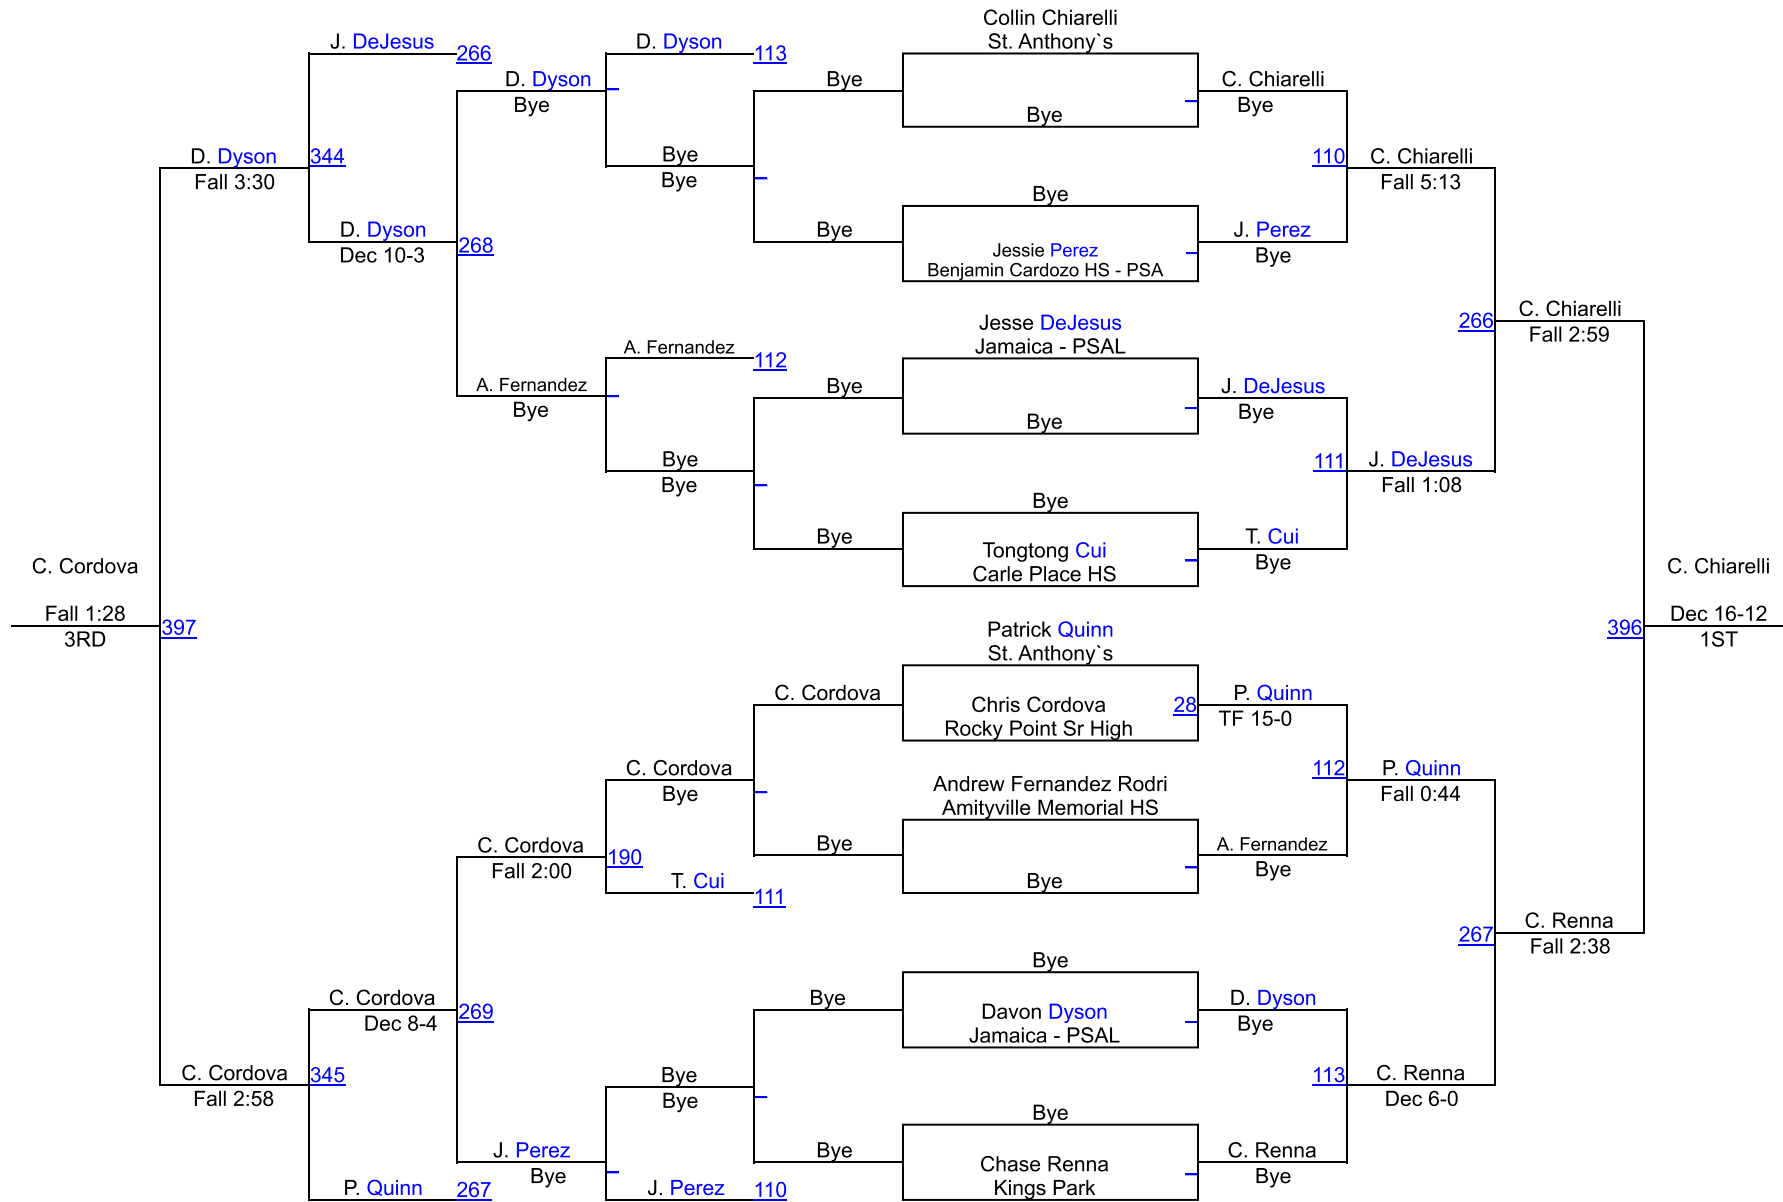 Collin Chiarelli
St. Anthony`s
J. DeJesus
266
D. Dyson
113
D. Dyson
Bye
Bye
Bye
C. Chiarelli
Bye
D. Dyson
344
Fall 3:30
Bye
Bye
110
C. Chiarelli
Fall 5:13
Bye
D. Dyson
Dec 10-3
268
Bye
Jessie Perez
Benjamin Cardozo HS - PSA
J. Perez
Bye
Jesse DeJesus
Jamaica - PSAL
266
C. Chiarelli
Fall 2:59
A. Fernandez
112
A. Fernandez
Bye
Bye
Bye
J. DeJesus
Bye
Bye
Bye
111
J. DeJesus
Fall 1:08
Bye
Bye
Tongtong Cui
Carle Place HS
T. Cui
Bye
C. Cordova
Fall 1:28
3RD
397
C. Chiarelli
396
Dec 16-12
1ST
Patrick Quinn
St. Anthony`s
C. Cordova
Chris Cordova
28
Rocky Point Sr High
P. Quinn
TF 15-0
C. Cordova
Bye
Andrew Fernandez Rodri
Amityville Memorial HS
112
P. Quinn
Fall 0:44
C. Cordova
Fall 2:00
190
T. Cui
111
Bye
Bye
A. Fernandez
Bye
267
C. Renna
Fall 2:38
Bye
C. Cordova
Dec 8-4
269
Bye
Davon Dyson
Jamaica - PSAL
D. Dyson
Bye
C. Cordova
Fall 2:58
345
Bye
Bye
113
C. Renna
Dec 6-0
Bye
J. Perez
Bye
Bye
Chase Renna
Kings Park
C. Renna
Bye
P. Quinn
267
J. Perez
110